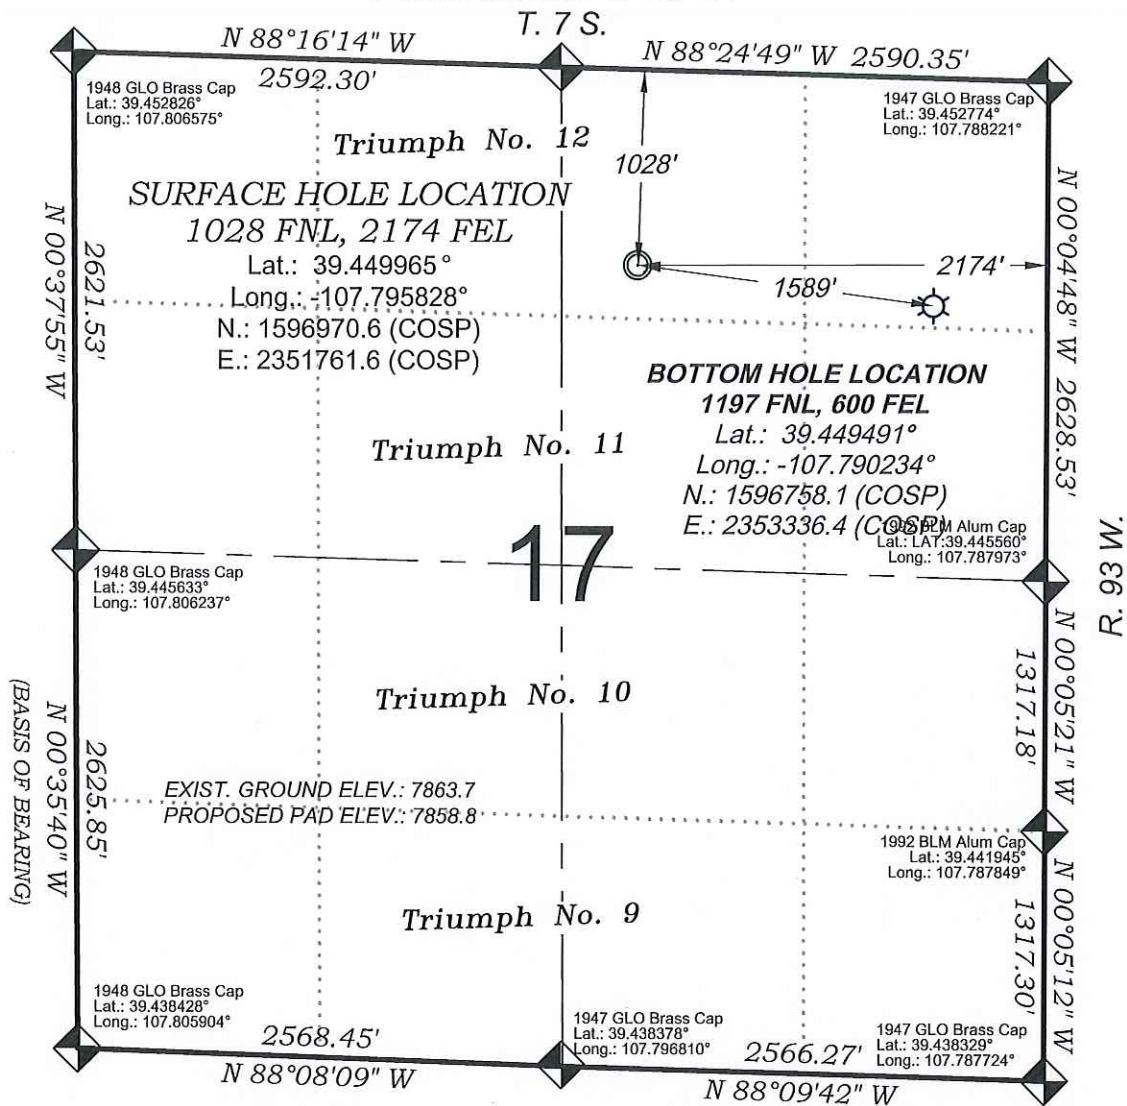 T. 7 S.
N 88°16'14" W
2592.30'
N 88°24'49" W 2590.35'
1948 GLO Brass Cap
Lat.: 39.452826°
Long.: 107.806575°
1947 GLO Brass Cap
Lat.: 39.452774°
Long.: 107.788221°
Triumph No. 12
1028'
SURFACE HOLE LOCATION
1028 FNL, 2174 FEL
Lat.: 39.449965°
Long.: -107.795828°
N.: 1596970.6 (COSP)
E.: 2351761.6 (COSP)
N 00°37'55" W
2621.53'
2174'
1589'
N 00°04'48" W 2628.53'
BOTTOM HOLE LOCATION
1197 FNL, 600 FEL
Lat.: 39.449491°
Long.: -107.790234°
N.: 1596758.1 (COSP)
E.: 2353336.4 (COSP)
Triumph No. 11
1992 BLM Alum Cap
Lat.: LAT:39.445560°
Long.: 107.787973°
17
R. 93 W.
1948 GLO Brass Cap
Lat.: 39.445633°
Long.: 107.806237°
Triumph No. 10
N 00°05'21" W
1317.18'
(BASIS OF BEARING)
N 00°35'40" W
2625.85'
EXIST. GROUND ELEV.: 7863.7
PROPOSED PAD ELEV.: 7858.8
1992 BLM Alum Cap
Lat.: 39.441945°
Long.: 107.787849°
Triumph No. 9
N 00°05'12" W
1317.30'
1948 GLO Brass Cap
Lat.: 39.438428°
Long.: 107.805904°
2568.45'
N 88°08'09" W
1947 GLO Brass Cap
Lat.: 39.438378°
Long.: 107.796810°
2566.27'
N 88°09'42" W
1947 GLO Brass Cap
Lat.: 39.438329°
Long.: 107.787724°